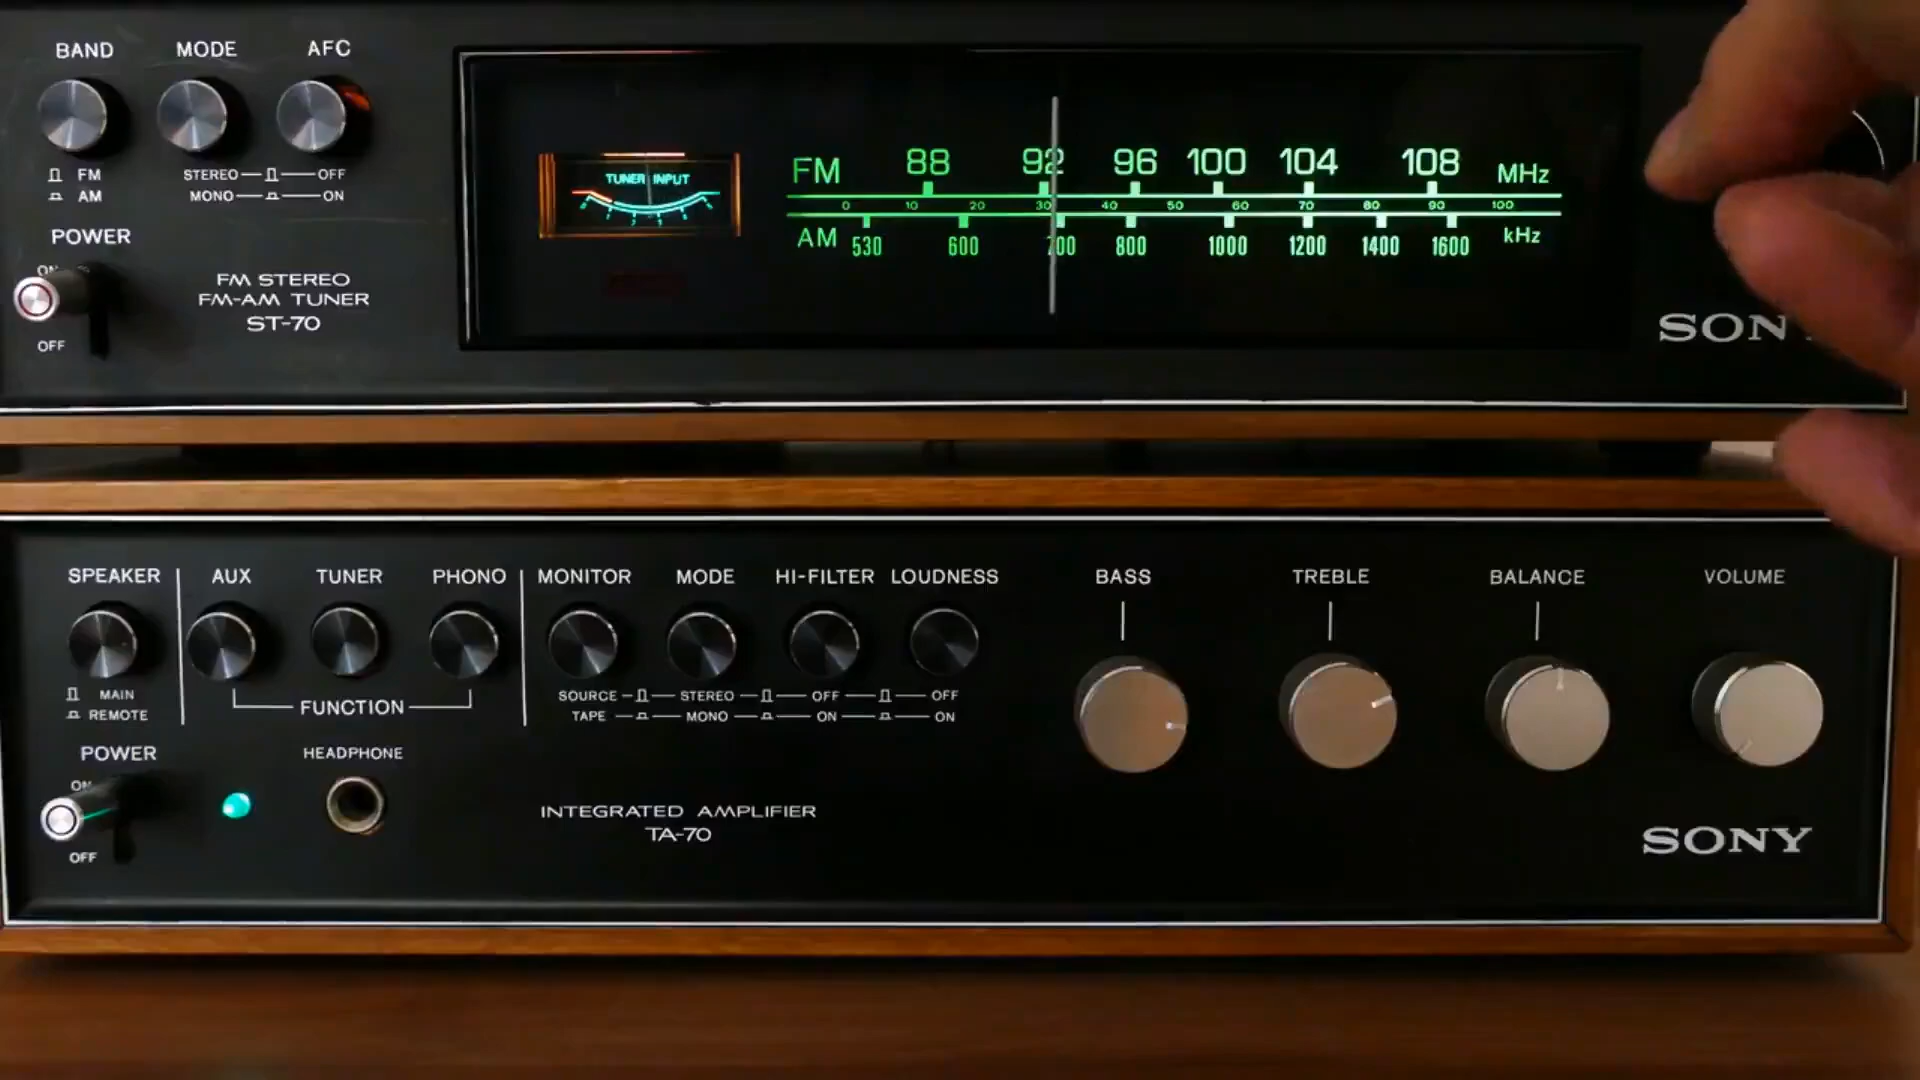 BAND MODE AFC
FM STEREO OFF
AM MONO ON
POWER
ON
OFF
FM STEREO
FM-AM TUNER
ST-70
TUNER INPUT
FM 88 92 96 100 104 108 MHz
0 10 20 30 40 50 60 70 80 90 100
AM 530 600 700 800 1000 1200 1400 1600 kHz
SON
SPEAKER AUX TUNER PHONO MONITOR MODE HI-FILTER LOUDNESS BASS TREBLE BALANCE VOLUME
MAIN SOURCE STEREO OFF OFF
REMOTE TAPE MONO ON ON
FUNCTION
POWER
ON
OFF
HEADPHONE
INTEGRATED AMPLIFIER
TA-70
SONY